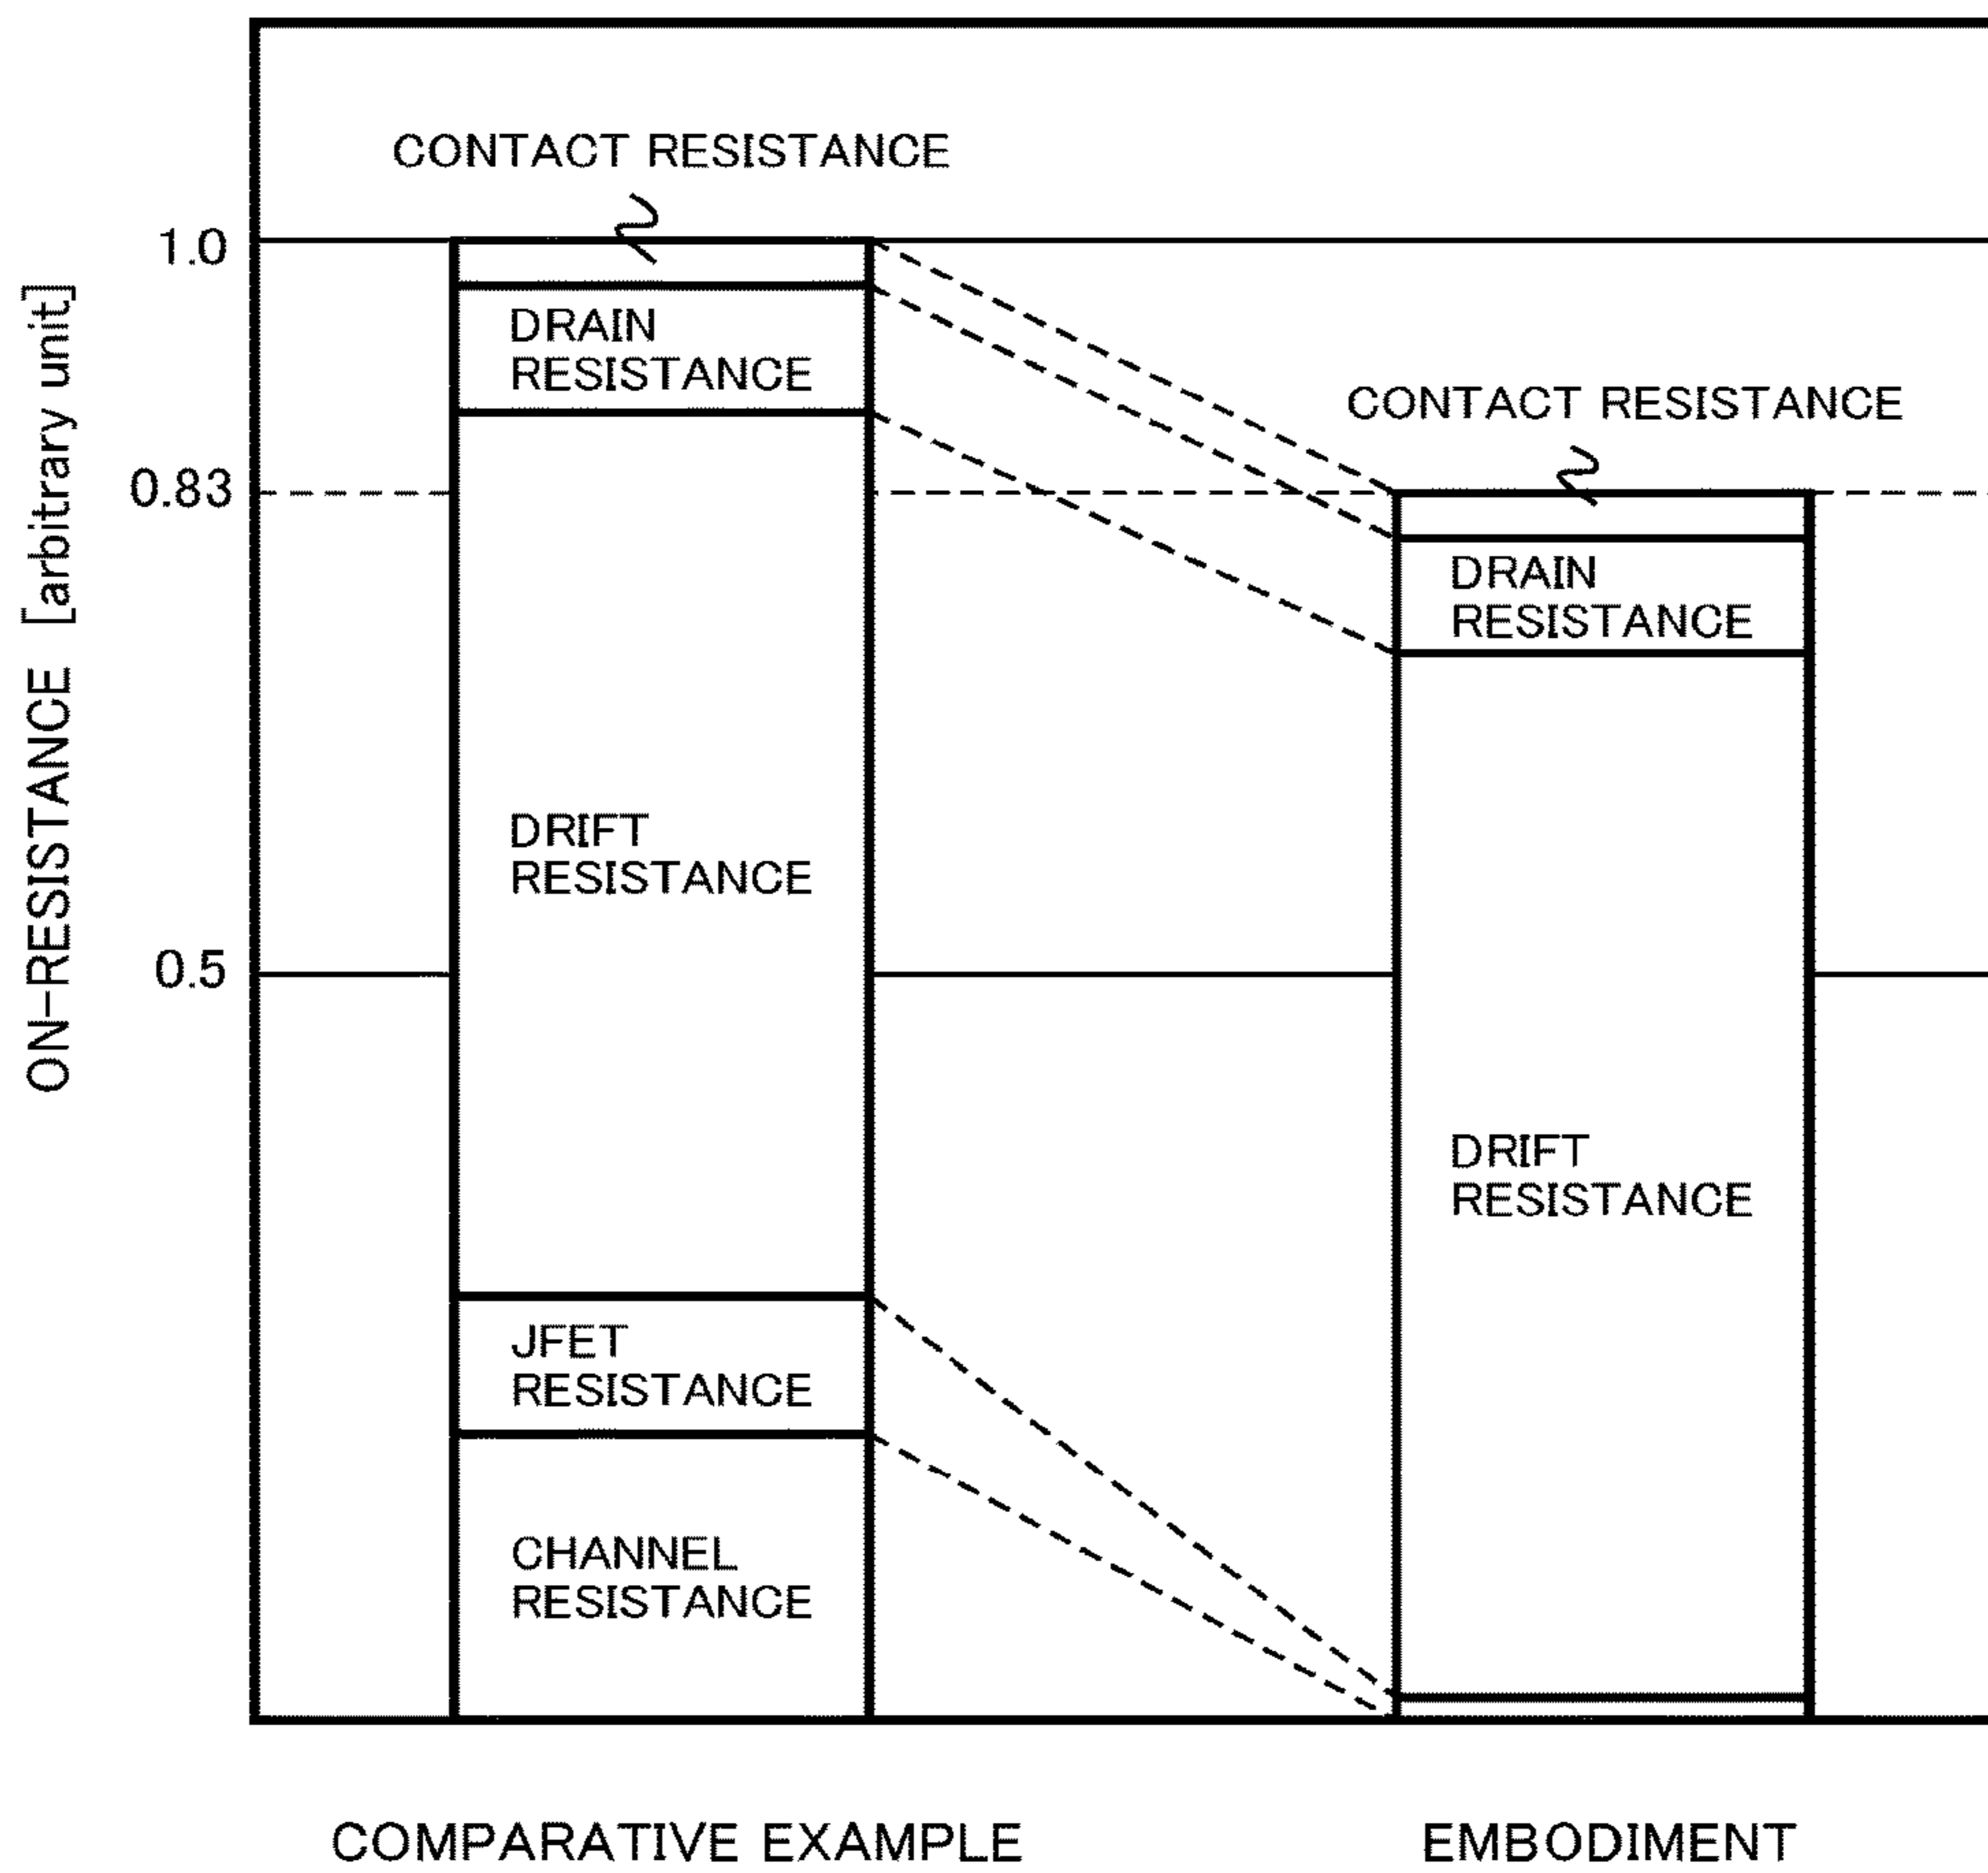 ON-RESISTANCE [arbitrary unit]
1.0
0.83
0.5
CONTACT RESISTANCE
DRAIN
RESISTANCE
DRIFT
RESISTANCE
JFET
RESISTANCE
CHANNEL
RESISTANCE
CONTACT RESISTANCE
DRAIN
RESISTANCE
DRIFT
RESISTANCE
COMPARATIVE EXAMPLE
EMBODIMENT